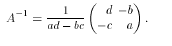 $$A^{-1} = \frac{1}{ad - bc} \begin{pmatrix} d & -b \\ -c & a \end{pmatrix}.$$